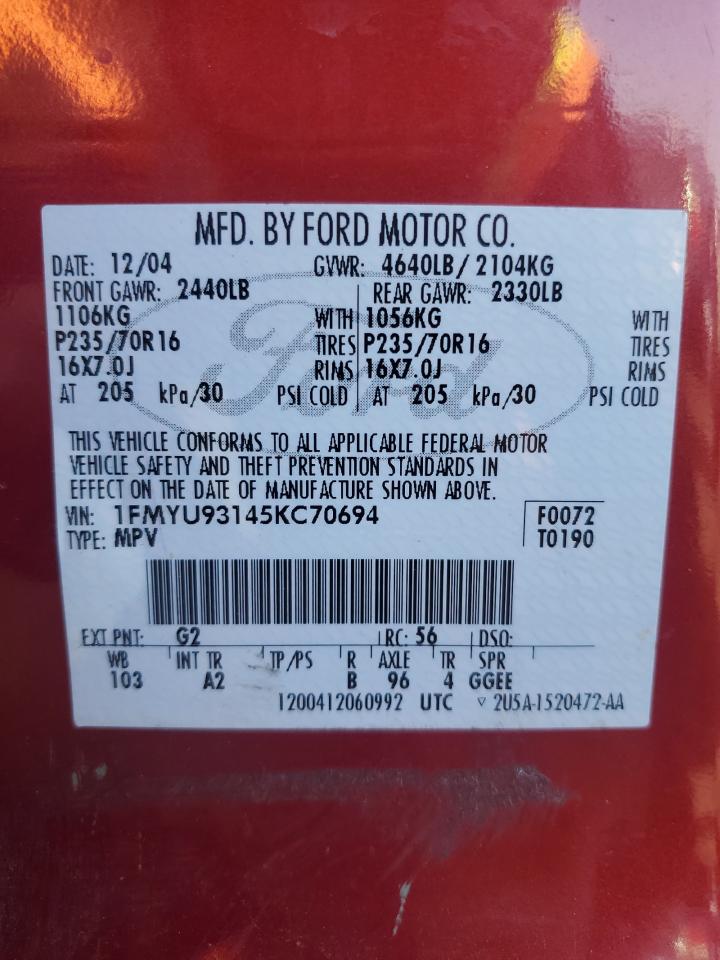 MFD. BY FORD MOTOR CO.
DATE: 12/04 GVWR: 4640LB/ 2104KG
FRONT GAWR: 2440LB REAR GAWR: 2330LB
1106KG WITH 1056KG WITH
P235/70R16 TIRES P235/70R16 TIRES
16X7.0J RIMS 16X7.0J RIMS
AT 205 kPa/30 PSI COLD AT 205 kPa/30 PSI COLD
Ford
THIS VEHICLE CONFORMS TO ALL APPLICABLE FEDERAL MOTOR
VEHICLE SAFETY AND THEFT PREVENTION STANDARDS IN
EFFECT ON THE DATE OF MANUFACTURE SHOWN ABOVE.
VIN: 1FMYU93145KC70694 F0072
TYPE: MPV T0190
EXT PNT: G2 RC: 56 DSO:
WB INT TR TP/PS R AXLE TR SPR
103 A2 B 96 4 GGEE
1200412060992 UTC ▽ 2U5A-1520472-AA